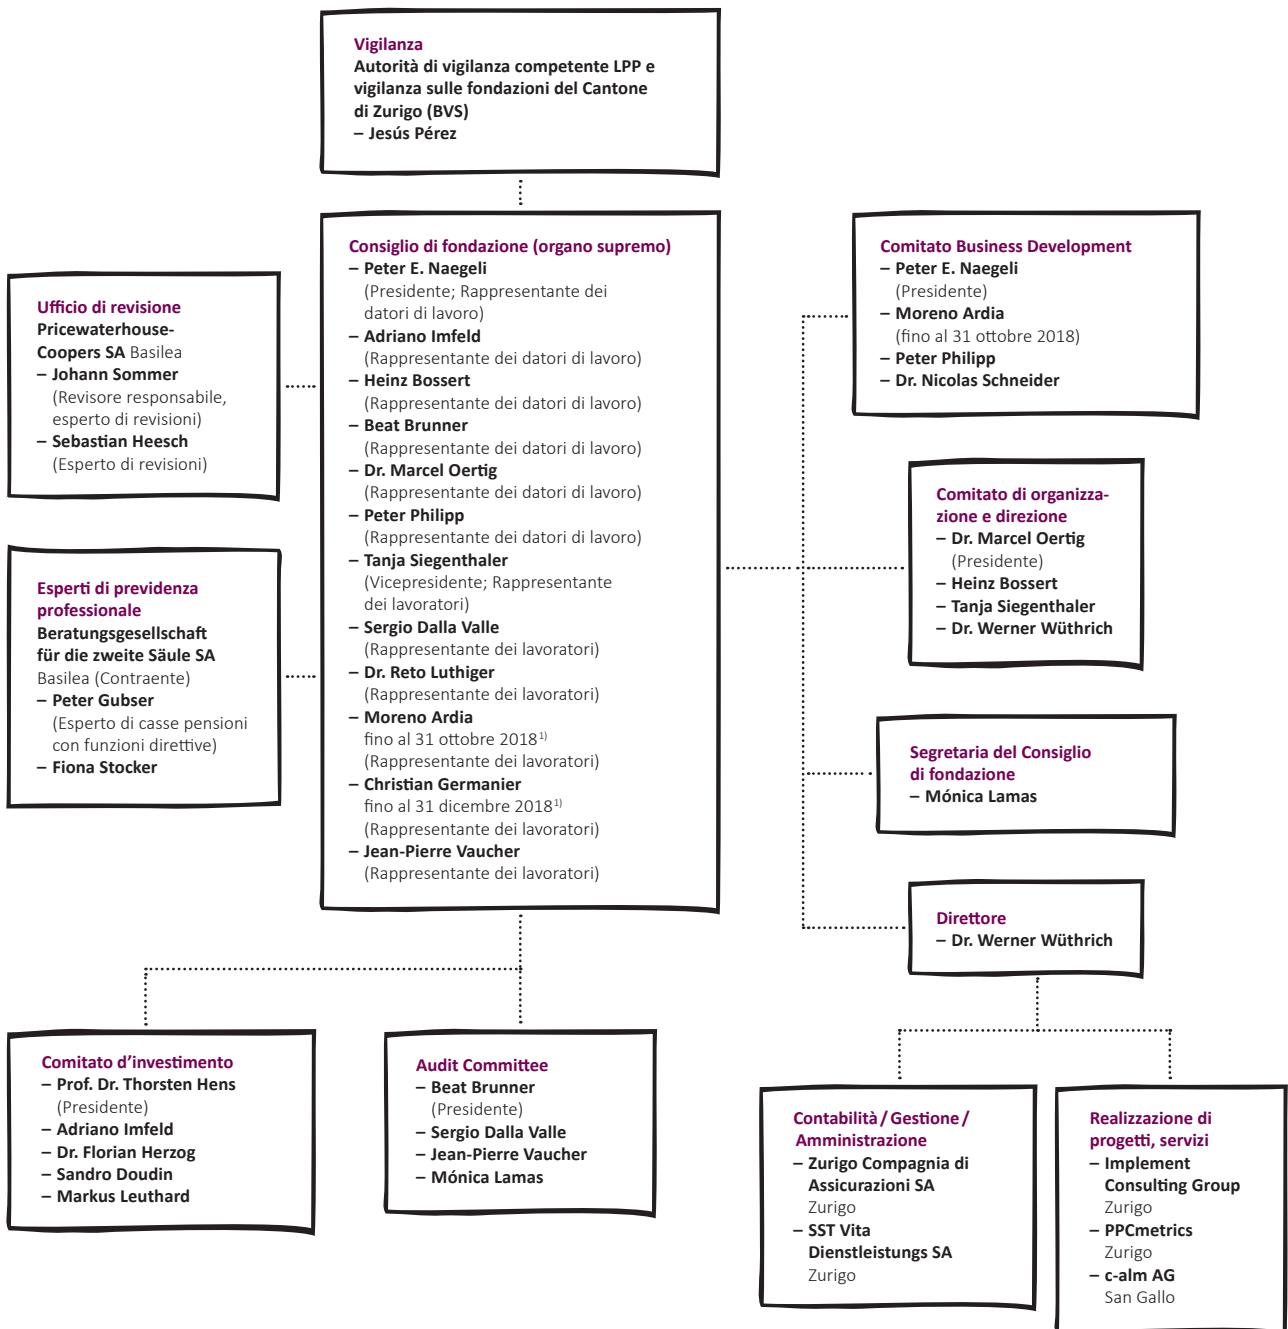 Vigilanza
Autorità di vigilanza competente LPP e
vigilanza sulle fondazioni del Cantone
di Zurigo (BVS)
– Jesús Pérez
Ufficio di revisione
Pricewaterhouse-
Coopers SA Basilea
– Johann Sommer
(Revisore responsabile,
esperto di revisioni)
– Sebastian Heesch
(Esperto di revisioni)
Esperti di previdenza
professionale
Beratungsgesellschaft
für die zweite Säule SA
Basilea (Contraente)
– Peter Gubser
(Esperto di casse pensioni
con funzioni direttive)
– Fiona Stocker
Consiglio di fondazione (organo supremo)
– Peter E. Naegeli
(Presidente; Rappresentante dei
datori di lavoro)
– Adriano Imfeld
(Rappresentante dei datori di lavoro)
– Heinz Bossert
(Rappresentante dei datori di lavoro)
– Beat Brunner
(Rappresentante dei datori di lavoro)
– Dr. Marcel Oertig
(Rappresentante dei datori di lavoro)
– Peter Philipp
(Rappresentante dei datori di lavoro)
– Tanja Siegenthaler
(Vicepresidente; Rappresentante
dei lavoratori)
– Sergio Dalla Valle
(Rappresentante dei lavoratori)
– Dr. Reto Luthiger
(Rappresentante dei lavoratori)
– Moreno Ardia
fino al 31 ottobre 2018¹⁾
(Rappresentante dei lavoratori)
– Christian Germanier
fino al 31 dicembre 2018¹⁾
(Rappresentante dei lavoratori)
– Jean-Pierre Vaucher
(Rappresentante dei lavoratori)
Comitato Business Development
– Peter E. Naegeli
(Presidente)
– Moreno Ardia
(fino al 31 ottobre 2018)
– Peter Philipp
– Dr. Nicolas Schneider
Comitato di organizza-
zione e direzione
– Dr. Marcel Oertig
(Presidente)
– Heinz Bossert
– Tanja Siegenthaler
– Dr. Werner Wüthrich
Segretaria del Consiglio
di fondazione
– Mónica Lamas
Direttore
– Dr. Werner Wüthrich
Comitato d’investimento
– Prof. Dr. Thorsten Hens
(Presidente)
– Adriano Imfeld
– Dr. Florian Herzog
– Sandro Doudin
– Markus Leuthard
Audit Committee
– Beat Brunner
(Presidente)
– Sergio Dalla Valle
– Jean-Pierre Vaucher
– Mónica Lamas
Contabilità / Gestione /
Amministrazione
– Zurigo Compagnia di
Assicurazioni SA
Zurigo
– SST Vita
Dienstleistungs SA
Zurigo
Realizzazione di
progetti, servizi
– Implement
Consulting Group
Zurigo
– PPCmetrics
Zurigo
– c-alm AG
San Gallo